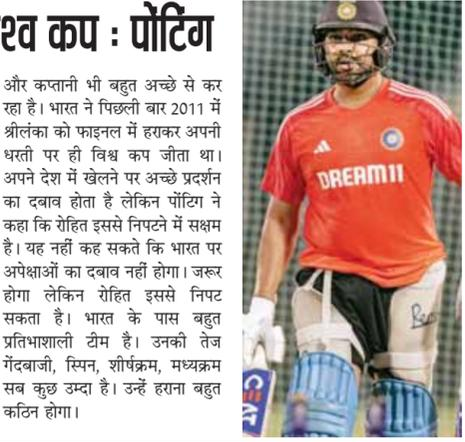 श्व कप : पोंटिंग
और कप्तानी भी बहुत अच्छे से कर
रहा है। भारत ने पिछली बार 2011 में
श्रीलंका को फाइनल में हराकर अपनी
धरती पर ही विश्व कप जीता था।
अपने देश में खेलने पर अच्छे प्रदर्शन
का दबाव होता है लेकिन पोंटिंग ने
कहा कि रोहित इससे निपटने में सक्षम
है। यह नहीं कह सकते कि भारत पर
अपेक्षाओं का दबाव नहीं होगा। जरूर
होगा लेकिन रोहित इससे निपट
सकता है। भारत के पास बहुत
प्रतिभाशाली टीम है। उनकी तेज
गेंदबाजी, स्पिन, शीर्षक्रम, मध्यक्रम
सब कुछ उम्दा है। उन्हें हराना बहुत
कठिन होगा।
DREAM11
CEAT